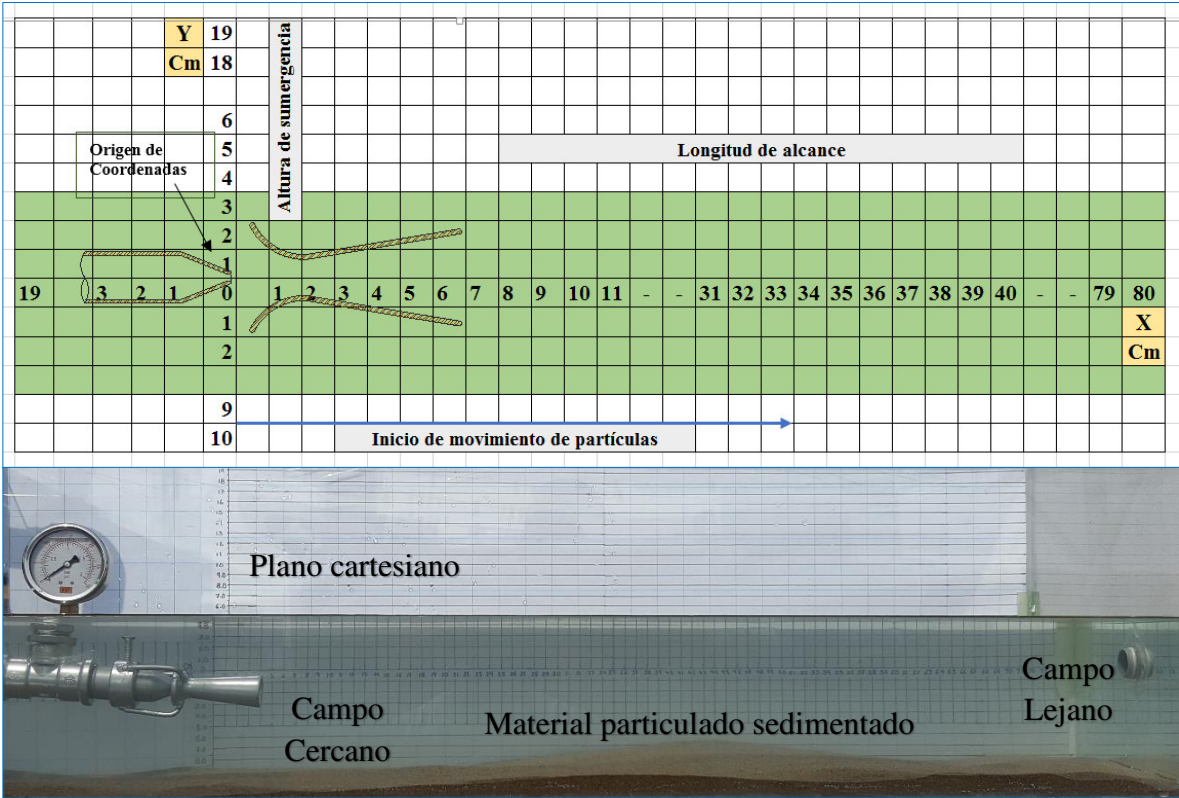 Y 19
Cm 18
Altura de sumergencia
6
Origen de
Coordenadas
5
Longitud de alcance
4
3
2
1
19 3 2 1 0 1 2 3 4 5 6 7 8 9 10 11 - - 31 32 33 34 35 36 37 38 39 40 - - 79 80
1 X
2 Cm
9
10 Inicio de movimiento de partículas
Plano cartesiano
Campo
Cercano
Material particulado sedimentado
Campo
Lejano